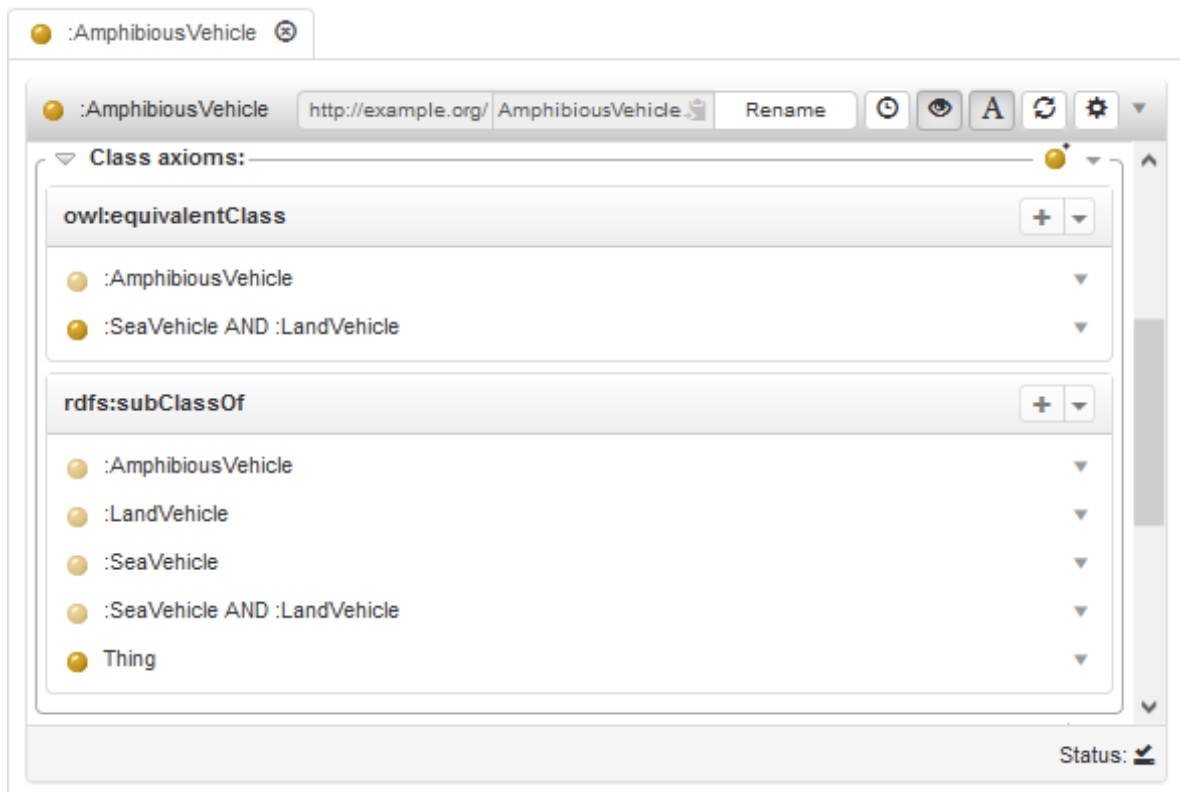 :AmphibiousVehicle
:AmphibiousVehicle http://example.org/ AmphibiousVehicle Rename A
Class axioms:
owl:equivalentClass
:AmphibiousVehicle
:SeaVehicle AND :LandVehicle
rdfs:subClassOf
:AmphibiousVehicle
:LandVehicle
:SeaVehicle
:SeaVehicle AND :LandVehicle
Thing
Status: